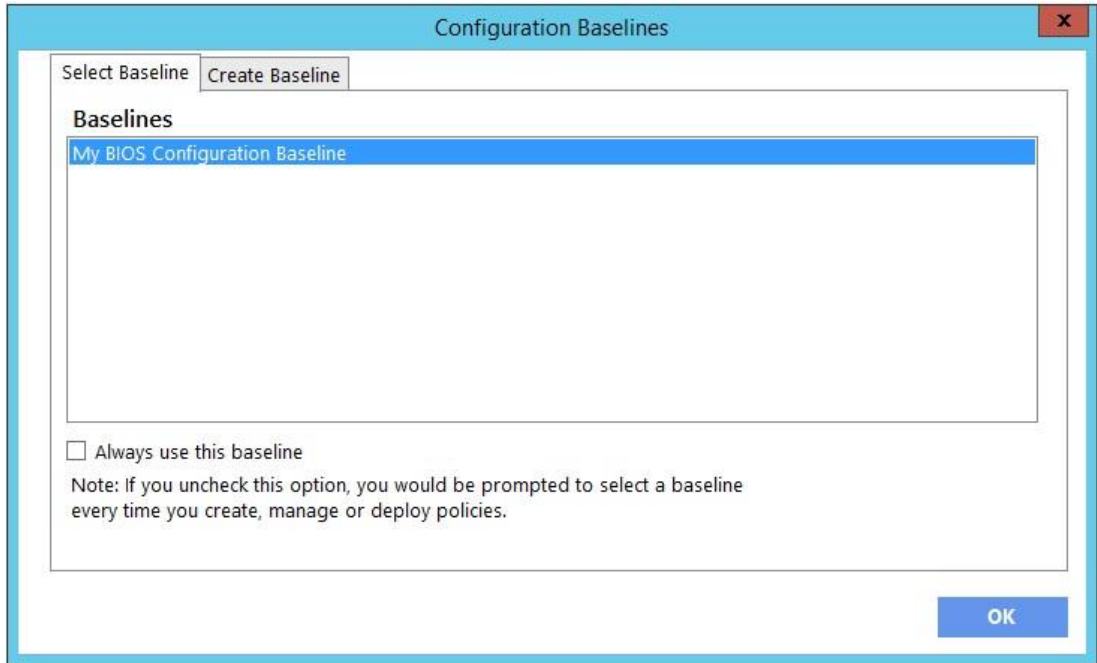 Configuration Baselines
x
Select Baseline
Create Baseline
Baselines
My BIOS Configuration Baseline
Always use this baseline
Note: If you uncheck this option, you would be prompted to select a baseline
every time you create, manage or deploy policies.
OK